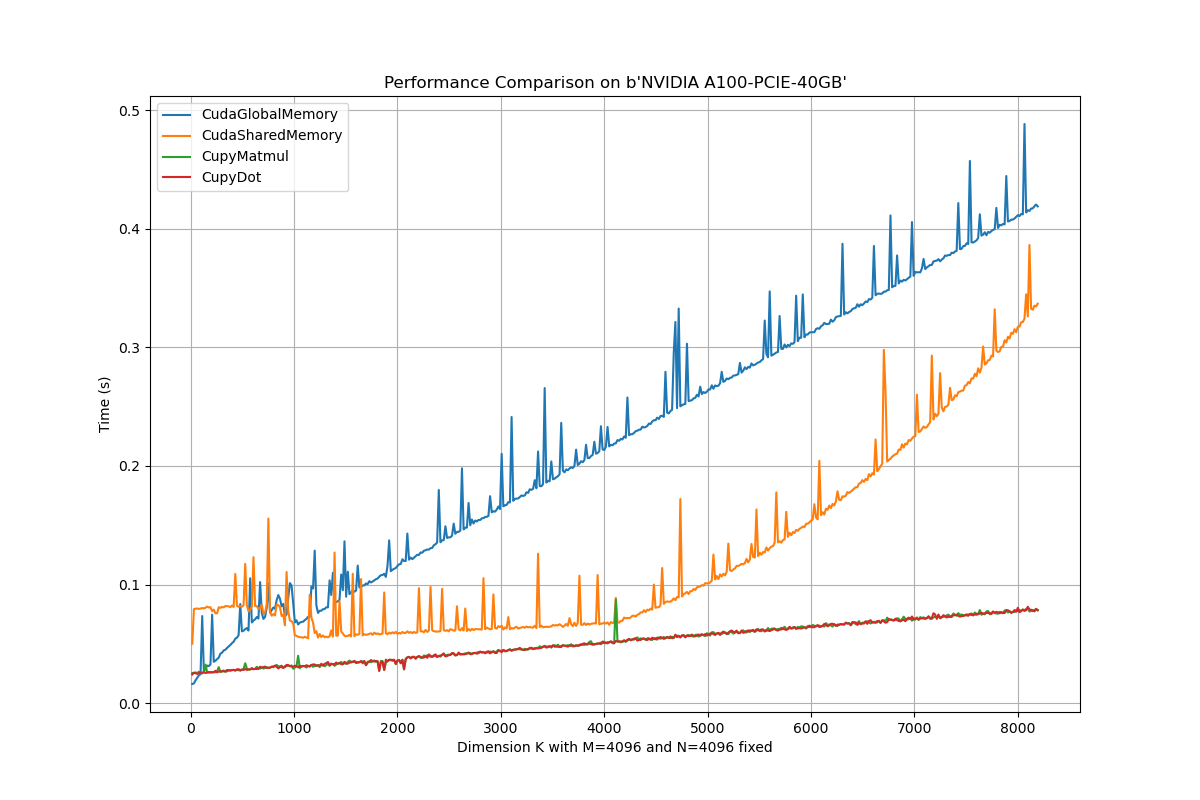 Performance Comparison on b'NVIDIA A100-PCIE-40GB'
CudaGlobalMemory
CudaSharedMemory
CupyMatmul
CupyDot
Time (s)
0.5
0.4
0.3
0.2
0.1
0.0
0 1000 2000 3000 4000 5000 6000 7000 8000
Dimension K with M=4096 and N=4096 fixed